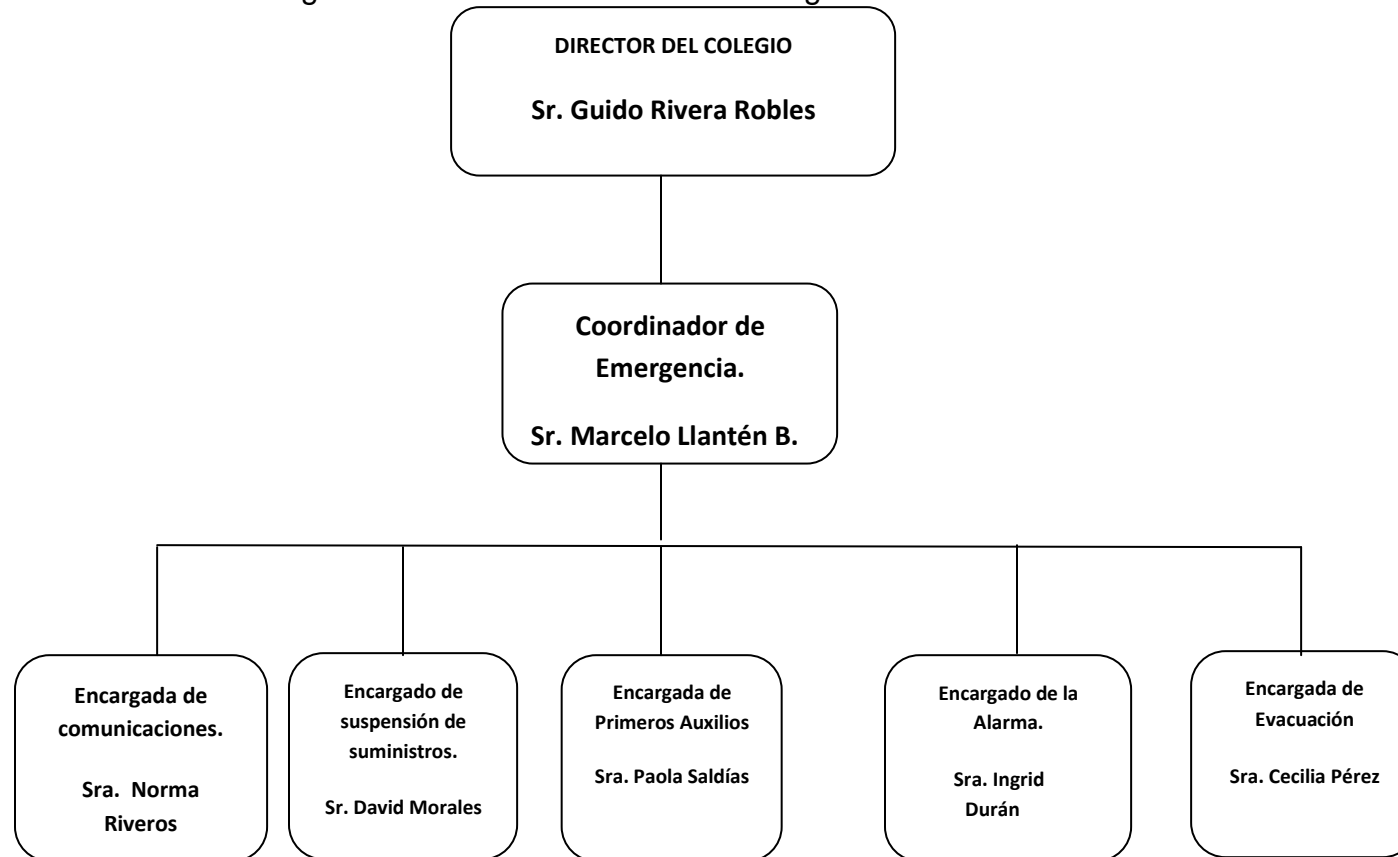 DIRECTOR DEL COLEGIO
Sr. Guido Rivera Robles
Coordinador de
Emergencia.
Sr. Marcelo Llantén B.
Encargada de
comunicaciones.
Sra. Norma
Riveros
Encargado de
suspensión de
suministros.
Sr. David Morales
Encargada de
Primeros Auxilios
Sra. Paola Saldías
Encargado de la
Alarma.
Sra. Ingrid
Durán
Encargada de
Evacuación
Sra. Cecilia Pérez